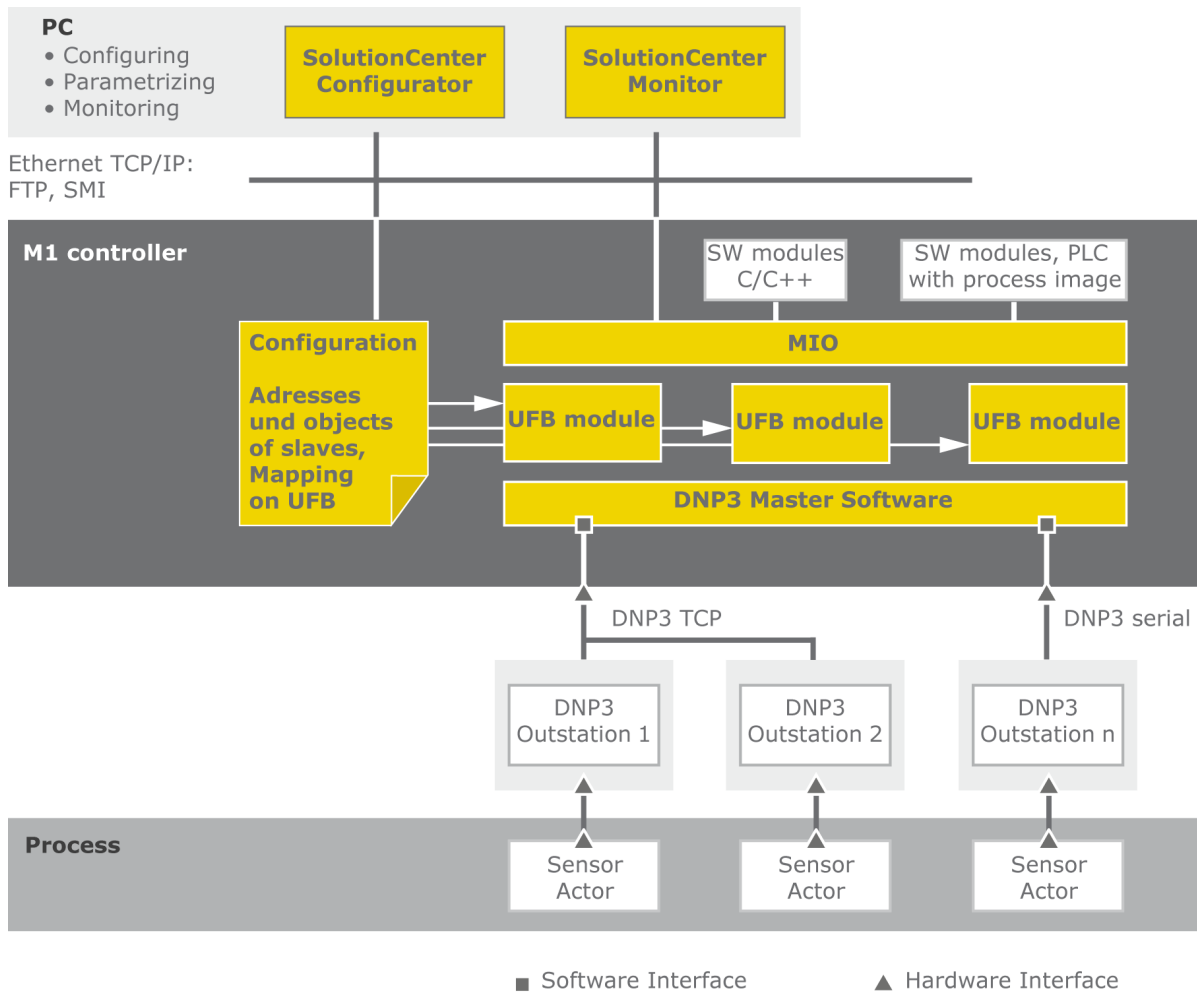 PC
• Configuring
• Parametrizing
• Monitoring
SolutionCenter
Configurator
SolutionCenter
Monitor
Ethernet TCP/IP:
FTP, SMI
M1 controller
SW modules
C/C++
SW modules, PLC
with process image
Configuration
Adresses
und objects
of slaves,
Mapping
on UFB
MIO
UFB module
UFB module
UFB module
DNP3 Master Software
DNP3 TCP
DNP3 serial
DNP3
Outstation 1
DNP3
Outstation 2
DNP3
Outstation n
Process
Sensor
Actor
Sensor
Actor
Sensor
Actor
Software Interface
Hardware Interface